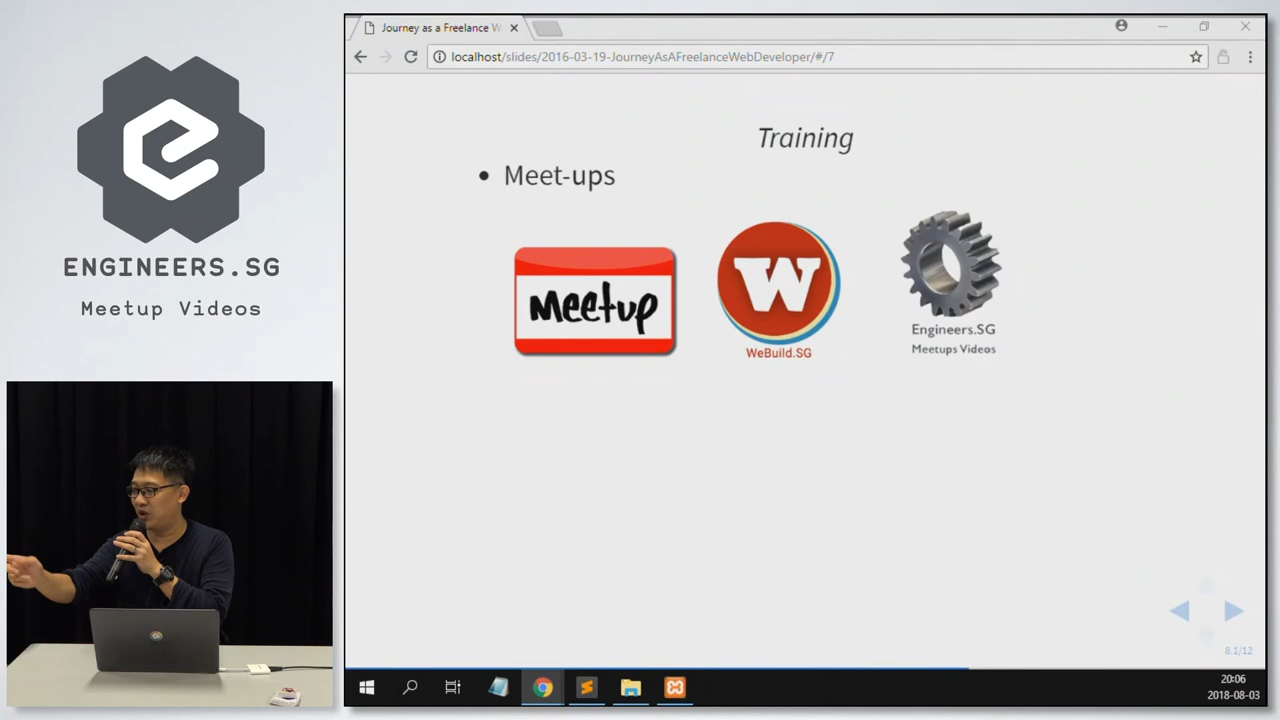 ENGINEERS.SG
Meetup Videos
Journey as a Freelance W
localhost/slides/2016-03-19-JourneyAsAFreelanceWebDeveloper/#/7
Training
• Meet-ups
Meetup
W
WeBuild.SG
Engineers.SG
Meetups Videos
8.1/12
20:06
2018-08-03